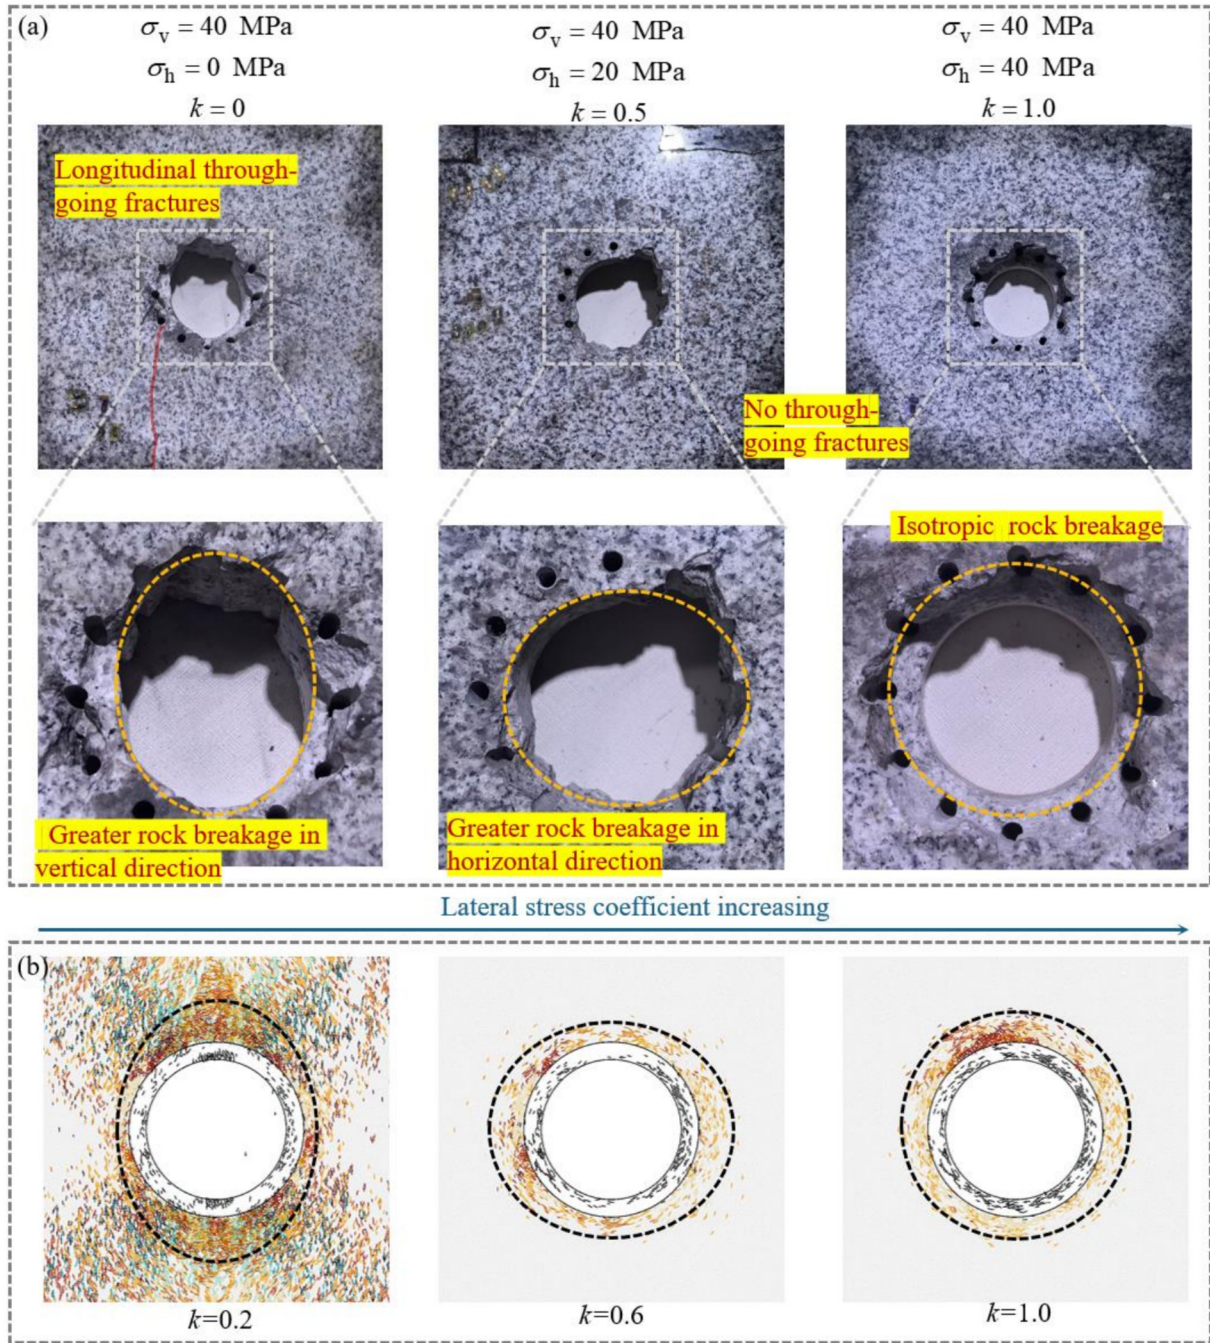 (a)
σv = 40 MPa
σh = 0 MPa
k = 0
σv = 40 MPa
σh = 20 MPa
k = 0.5
σv = 40 MPa
σh = 40 MPa
k = 1.0
Longitudinal through-
going fractures
No through-
going fractures
Isotropic rock breakage
Greater rock breakage in
vertical direction
Greater rock breakage in
horizontal direction
Lateral stress coefficient increasing
(b)
k=0.2
k=0.6
k=1.0